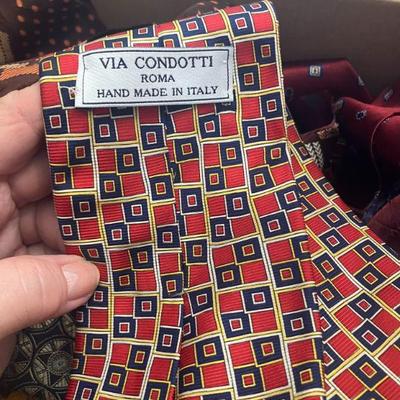 VIA CONDOTTI
ROMA
HAND MADE IN ITALY